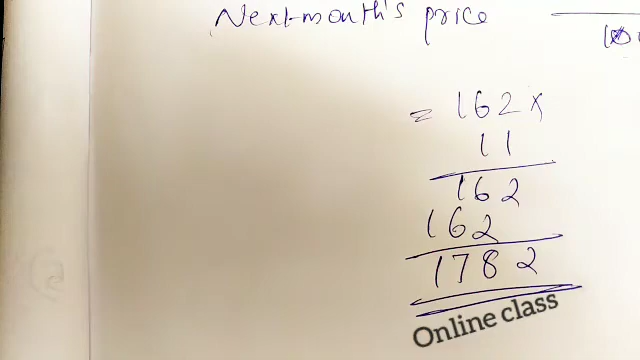 Next month's price
= 162 x
11
162
162
1782
Online class